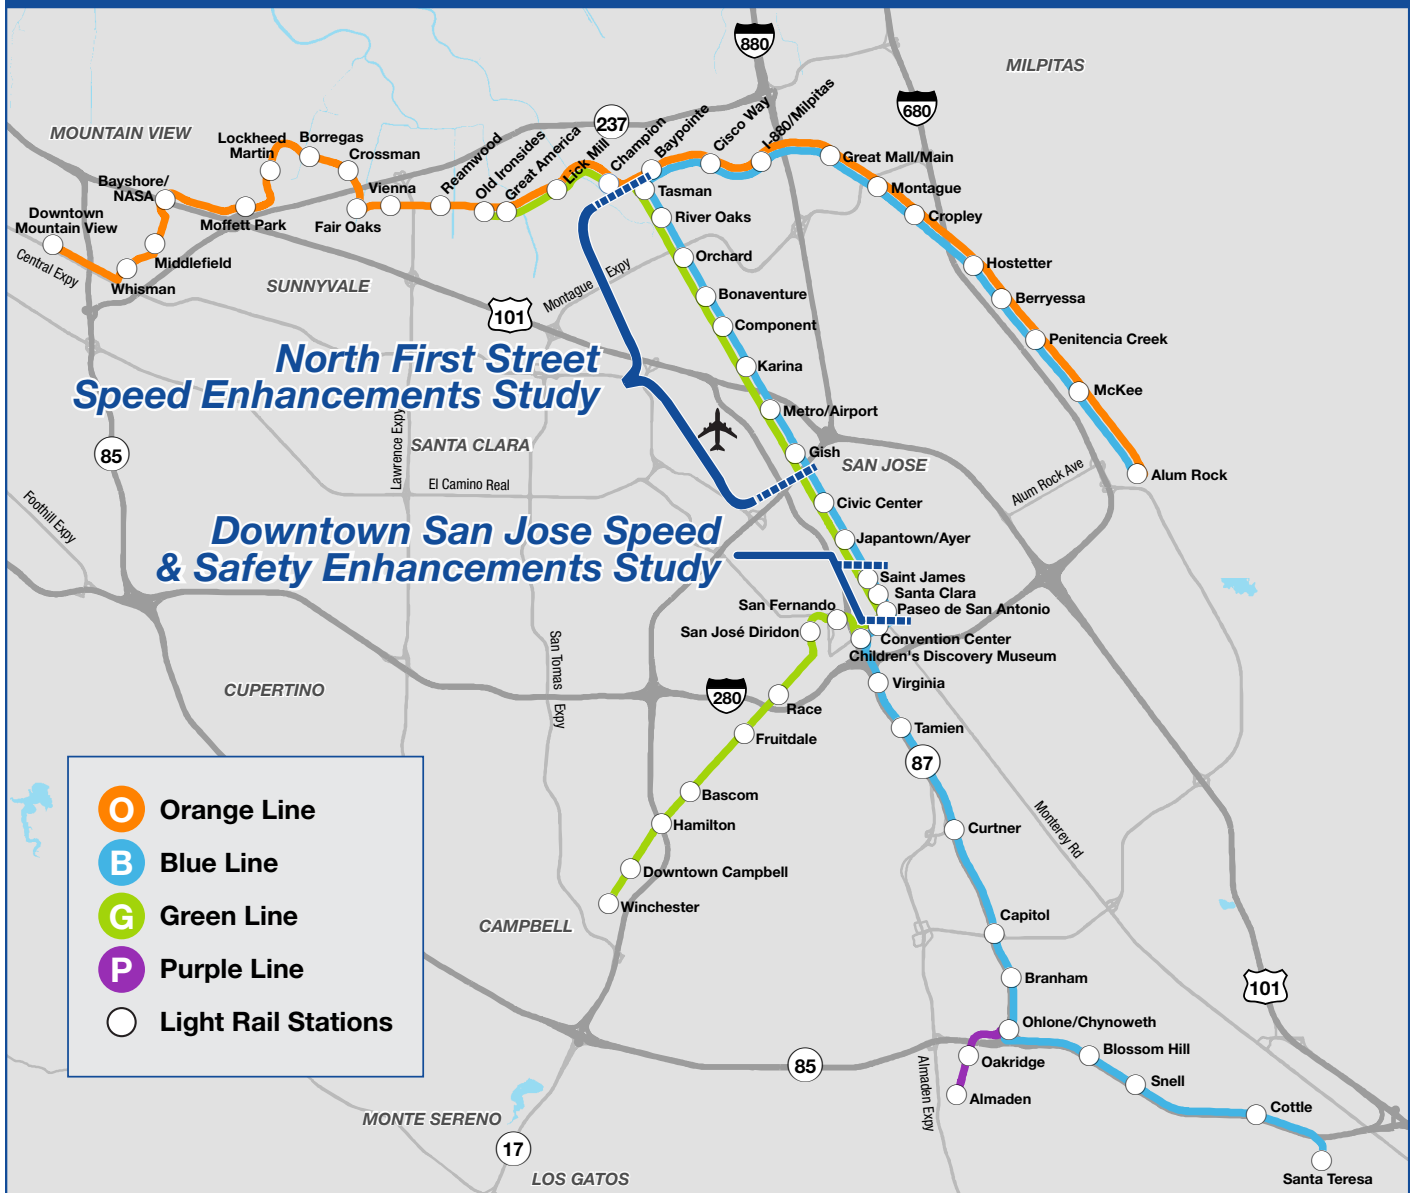 880
MILPITAS
680
237
MOUNTAIN VIEW
Lockheed
Martin
Borregas
Crossman
Reamwood
Old Ironsides
Great America
Lick Mill
Champion
Baypointe
Cisco Way
I-880/Milpitas
Great Mall/Main
Bayshore/
NASA
Vienna
Tasman
Montague
Downtown
Mountain View
Moffett Park
Fair Oaks
River Oaks
Cropley
Central Expy
Middlefield
Whisman
Orchard
Hostetter
SUNNYVALE
Montague Expy
Bonaventure
Berryessa
101
Component
Penitencia Creek
North First Street
Speed Enhancements Study
Karina
McKee
Metro/Airport
Lawrence Expy
SANTA CLARA
85
Gish
SAN JOSE
Alum Rock Ave
Alum Rock
El Camino Real
Foothill Expy
Civic Center
Downtown San Jose Speed
& Safety Enhancements Study
Japantown/Ayer
Saint James
Santa Clara
San Fernando
Paseo de San Antonio
San José Diridon
Convention Center
Children's Discovery Museum
San Tomas Expy
CUPERTINO
280
Virginia
Race
Tamien
Fruitdale
87
Bascom
Hamilton
Curtner
Monterey Rd
Downtown Campbell
Winchester
Capitol
CAMPBELL
O Orange Line
B Blue Line
G Green Line
P Purple Line
Light Rail Stations
Branham
101
Ohlone/Chynoweth
Blossom Hill
85
Oakridge
Snell
Almaden Expy
Almaden
Cottle
MONTE SERENO
17
LOS GATOS
Santa Teresa